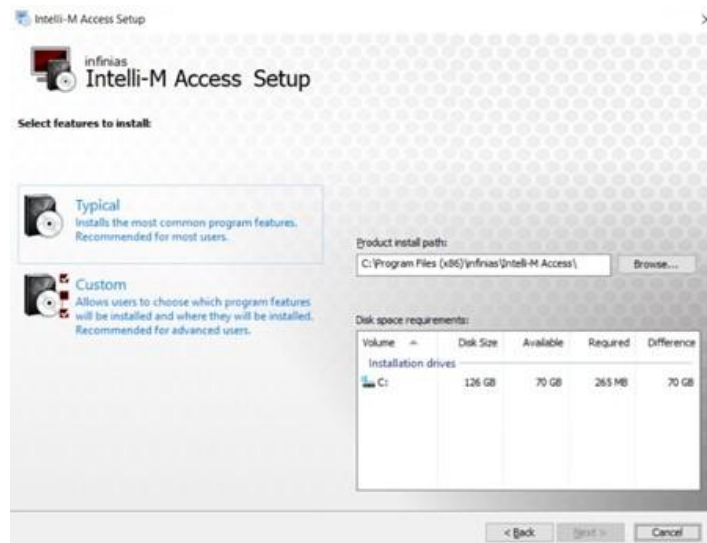 Intelli-M Access Setup
infinias
Intelli-M Access Setup
Select features to install:
Typical
Installs the most common program features.
Recommended for most users.
Custom
Allows users to choose which program features
will be installed and where they will be installed.
Recommended for advanced users.
Product install path:
C:\Program Files (x86)\infinias\Intelli-M Access\
Browse...
Disk space requirements:
Volume Disk Size Available Required Difference
Installation drives
C: 126 GB 70 GB 265 MB 70 GB
< Back Next > Cancel